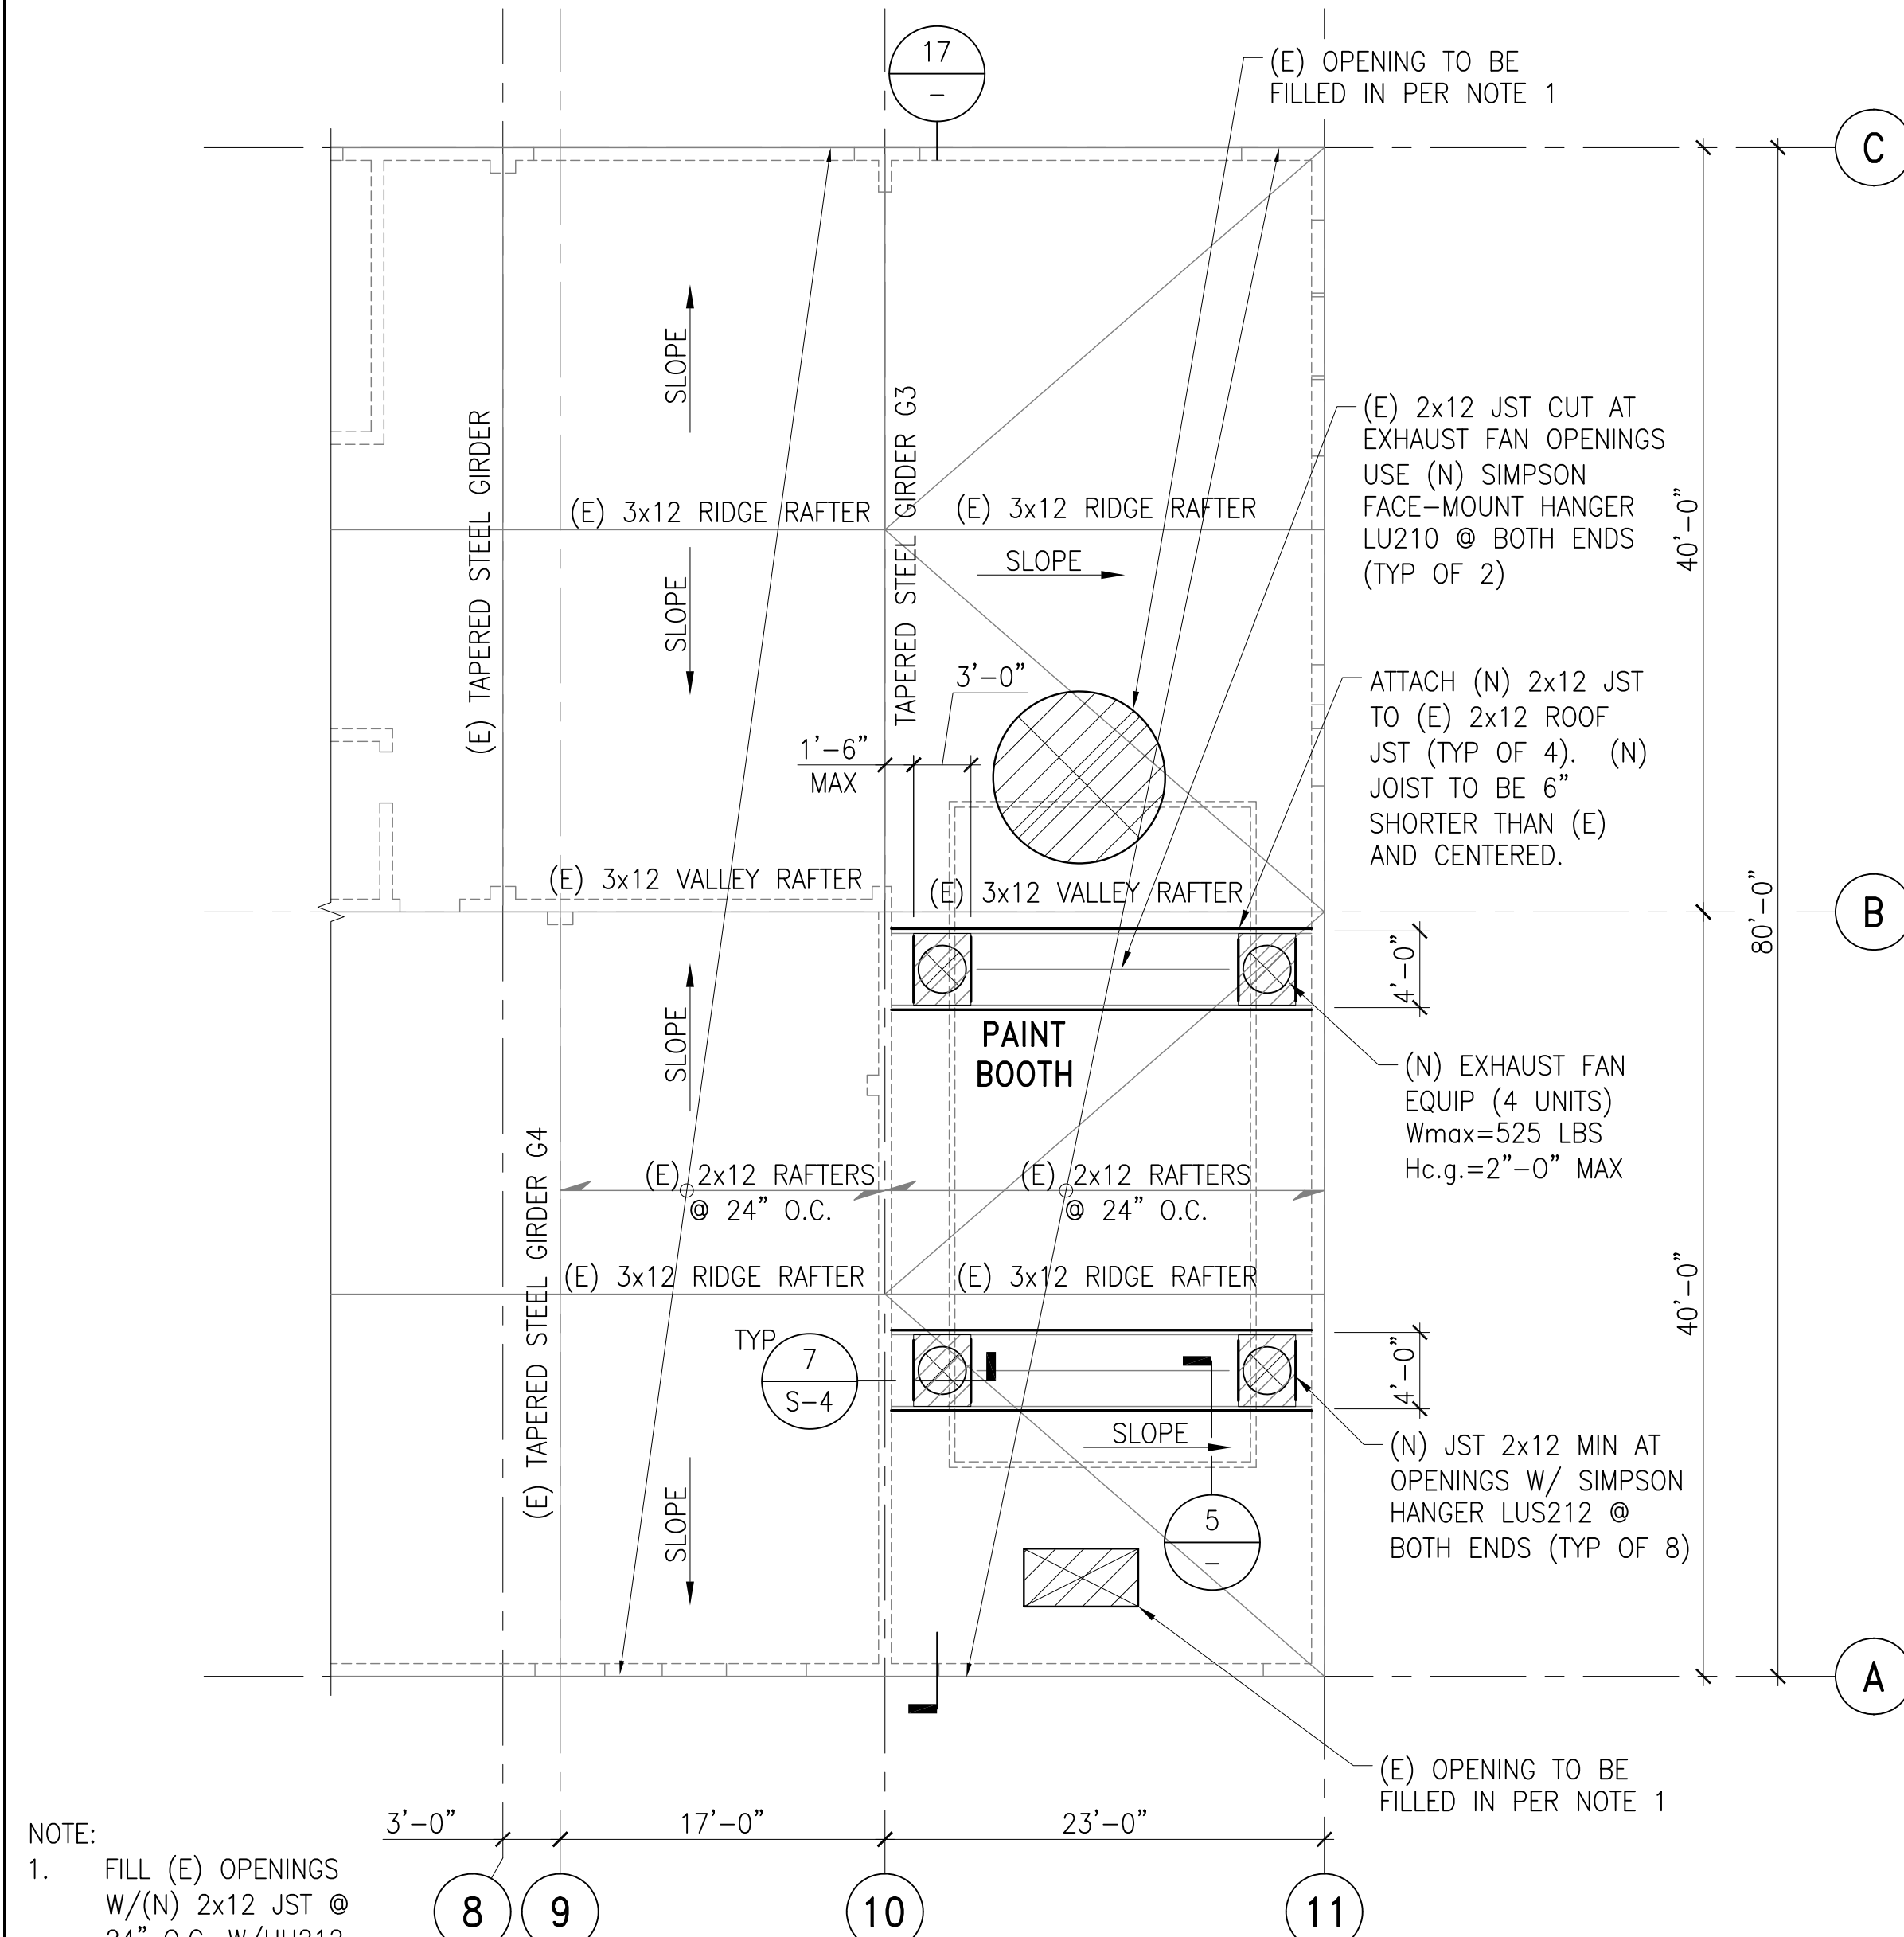 17
–
(E) OPENING TO BE
FILLED IN PER NOTE 1
C
SLOPE
(E) TAPERED STEEL GIRDER
TAPERED STEEL GIRDER G3
(E) 2x12 JST CUT AT
EXHAUST FAN OPENINGS
USE (N) SIMPSON
FACE-MOUNT HANGER
LU210 @ BOTH ENDS
(TYP OF 2)
40'-0"
(E) 3x12 RIDGE RAFTER
(E) 3x12 RIDGE RAFTER
SLOPE
SLOPE
3'-0"
1'-6"
MAX
ATTACH (N) 2x12 JST
TO (E) 2x12 ROOF
JST (TYP OF 4). (N)
JOIST TO BE 6"
SHORTER THAN (E)
AND CENTERED.
(E) 3x12 VALLEY RAFTER
(E) 3x12 VALLEY RAFTER
80'-0"
B
4'-0"
SLOPE
PAINT
BOOTH
(N) EXHAUST FAN
EQUIP (4 UNITS)
Wmax=525 LBS
Hc.g.=2"-0" MAX
(E) 2x12 RAFTERS
@ 24" O.C.
(E) 2x12 RAFTERS
@ 24" O.C.
(E) TAPERED STEEL GIRDER G4
(E) 3x12 RIDGE RAFTER
(E) 3x12 RIDGE RAFTER
40'-0"
TYP
7
S-4
4'-0"
SLOPE
SLOPE
(N) JST 2x12 MIN AT
OPENINGS W/ SIMPSON
HANGER LUS212 @
BOTH ENDS (TYP OF 8)
5
–
A
(E) OPENING TO BE
FILLED IN PER NOTE 1
3'-0"
17'-0"
23'-0"
NOTE:
1. FILL (E) OPENINGS
W/(N) 2x12 JST @
24" O.C. W/HU212
8
9
10
11